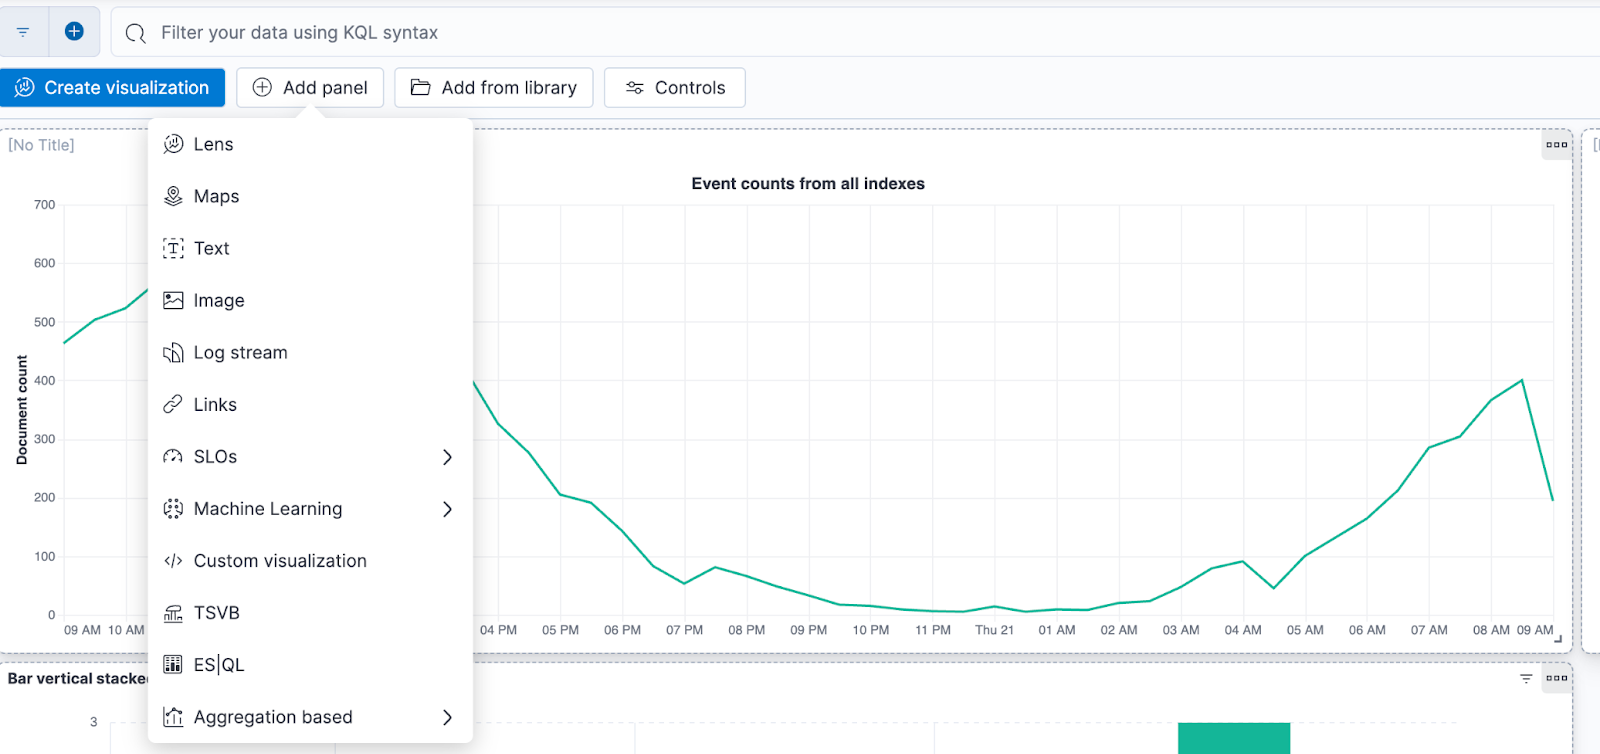 Filter your data using KQL syntax
Create visualization
Add panel
Add from library
Controls
[No Title]
Lens
Maps
Text
Image
Log stream
Links
SLOs
Machine Learning
Custom visualization
TSVB
ES|QL
Aggregation based
Event counts from all indexes
Document count
700
600
500
400
300
200
100
0
09 AM 10 AM 04 PM 05 PM 06 PM 07 PM 08 PM 09 PM 10 PM 11 PM Thu 21 01 AM 02 AM 03 AM 04 AM 05 AM 06 AM 07 AM 08 AM 09 AM
Bar vertical stacke
3